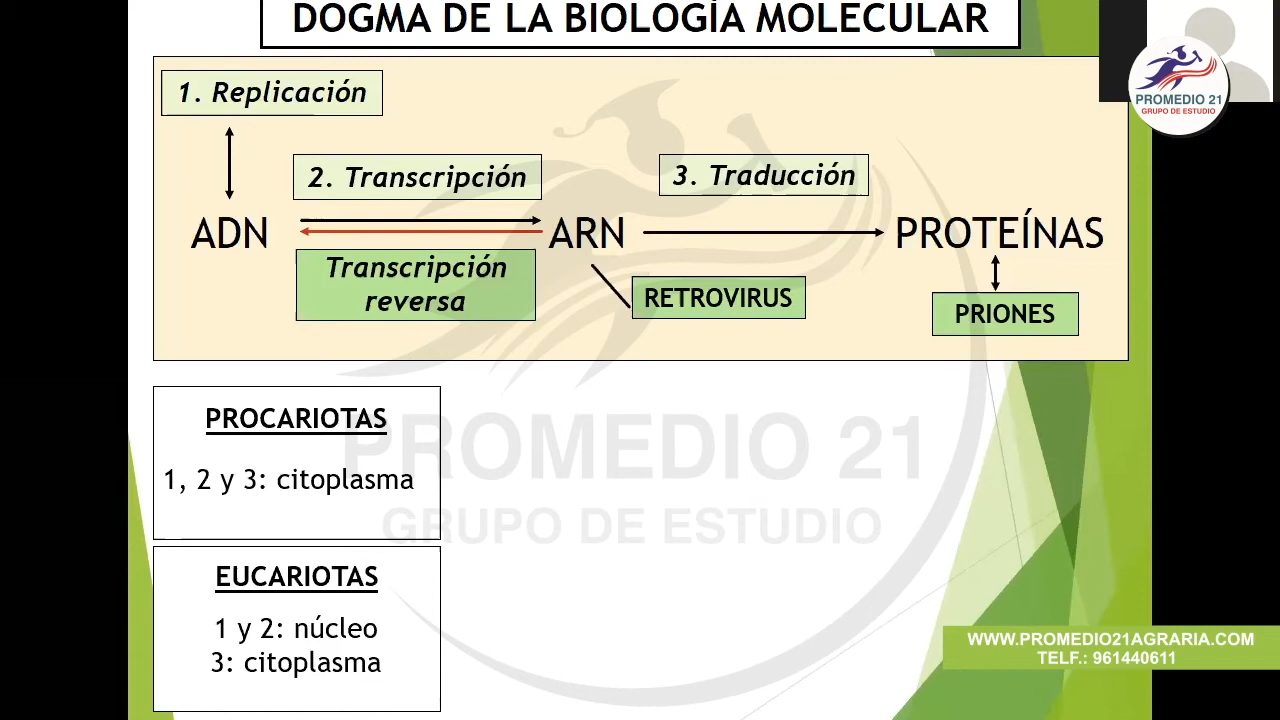 DOGMA DE LA BIOLOGÍA MOLECULAR
PROMEDIO 21
GRUPO DE ESTUDIO
1. Replicación
2. Transcripción
3. Traducción
ADN
ARN
PROTEÍNAS
Transcripción
reversa
RETROVIRUS
PRIONES
PROCARIOTAS
1, 2 y 3: citoplasma
EUCARIOTAS
1 y 2: núcleo
3: citoplasma
PROMEDIO 21
GRUPO DE ESTUDIO
WWW.PROMEDIO21AGRARIA.COM
TELF.: 961440611